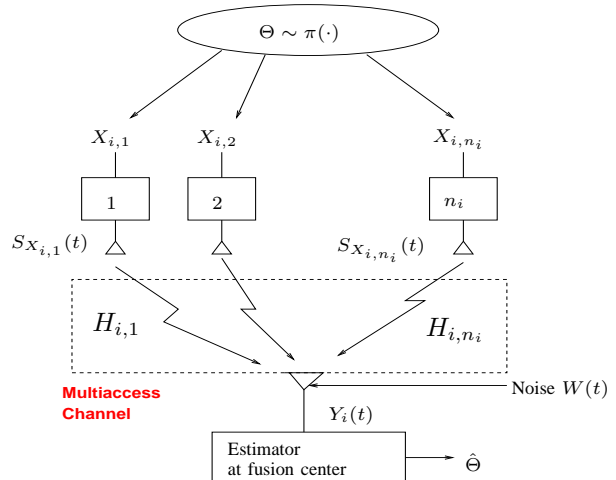 Θ ∼ π(·)
X_{i,1} X_{i,2} X_{i,n_i}
1 2 n_i
S_{X_{i,1}}(t) S_{X_{i,n_i}}(t)
H_{i,1} H_{i,n_i}
Multiaccess
Channel
Noise W(t)
Y_i(t)
Estimator
at fusion center
Θ̂